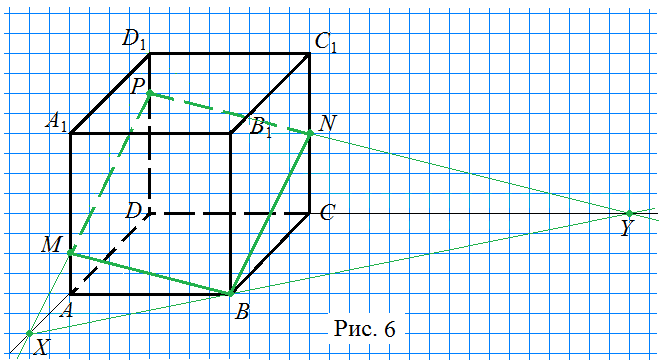 D₁ C₁
P
A₁ B₁ N
D C
Y
M
A B
X
Рис. 6